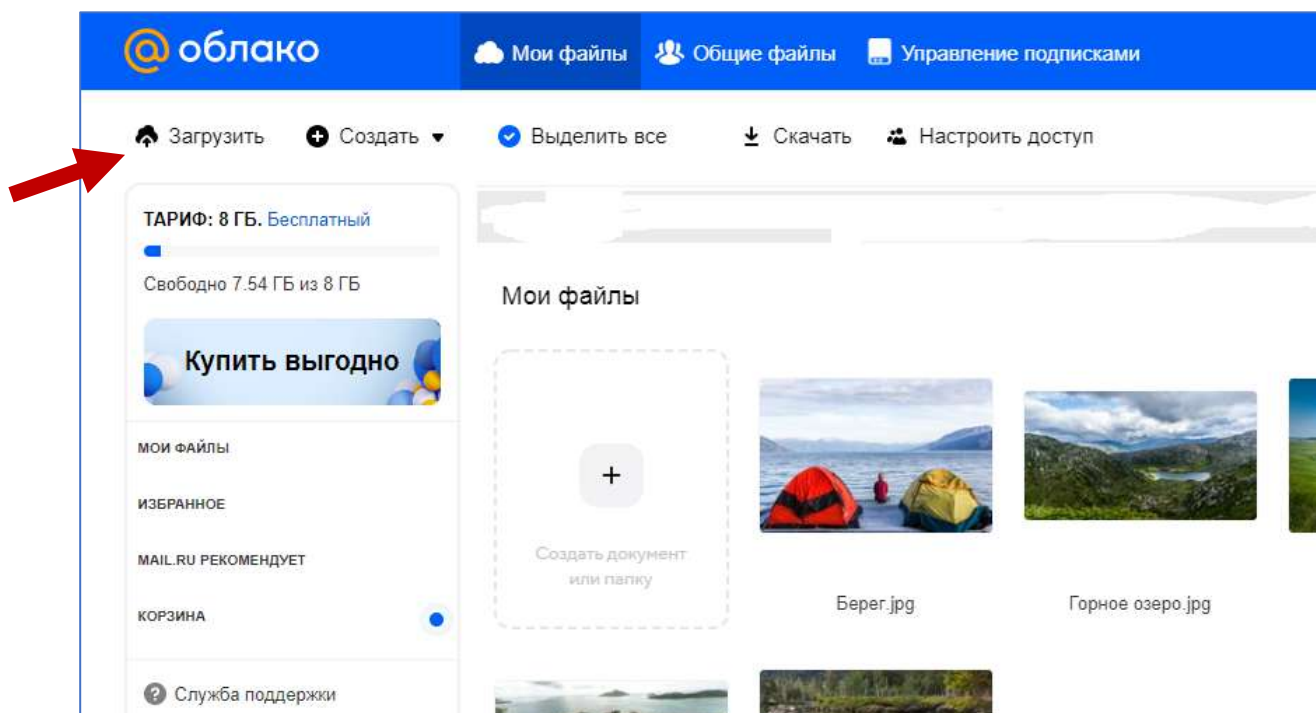 облако
Мои файлы Общие файлы Управление подписками
Загрузить Создать Выделить все Скачать Настроить доступ
ТАРИФ: 8 ГБ. Бесплатный
Свободно 7.54 ГБ из 8 ГБ
Купить выгодно
МОИ ФАЙЛЫ
ИЗБРАННОЕ
MAIL.RU РЕКОМЕНДУЕТ
КОРЗИНА
Служба поддержки
Мои файлы
Создать документ
или папку
Берег.jpg
Горное озеро.jpg